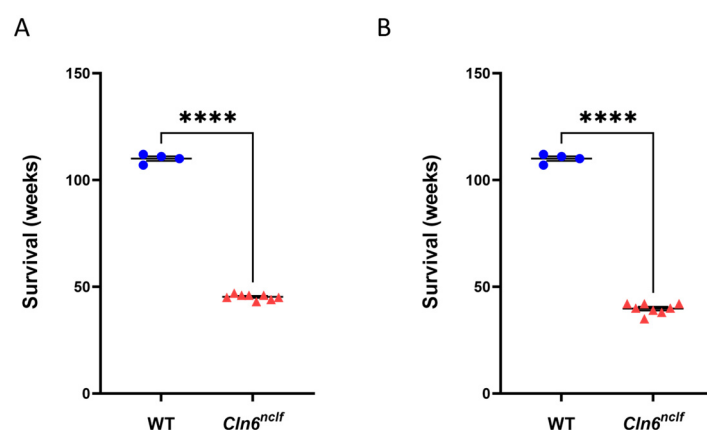 A
B
150
100
50
0
Survival (weeks)
****
WT
Cln6nclf
150
100
50
0
Survival (weeks)
****
WT
Cln6nclf